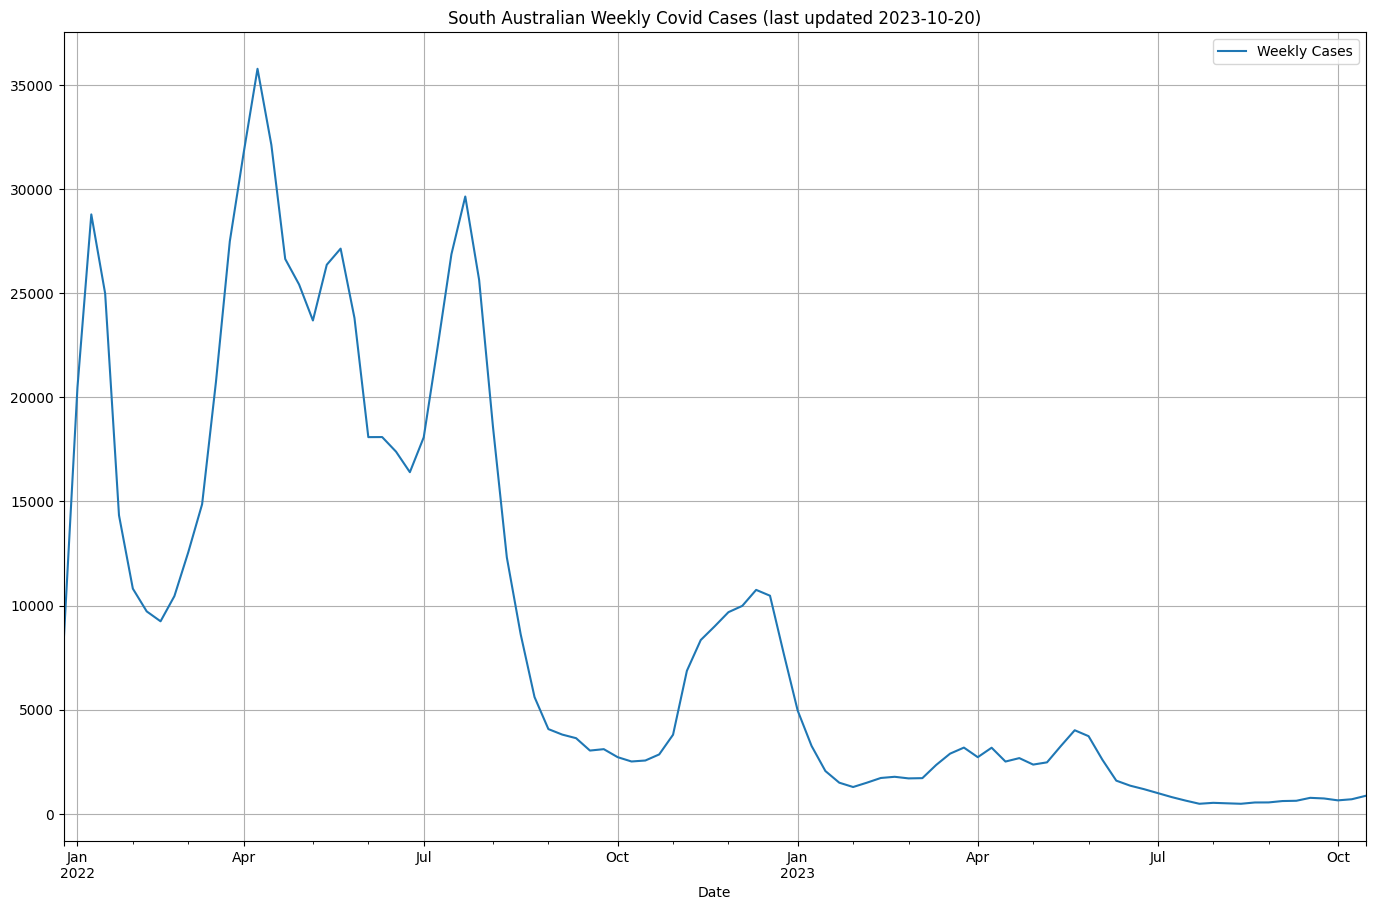 South Australian Weekly Covid Cases (last updated 2023-10-20)
Weekly Cases
35000
30000
25000
20000
15000
10000
5000
0
Jan Apr Jul Oct Jan Apr Jul Oct
2022 2023
Date